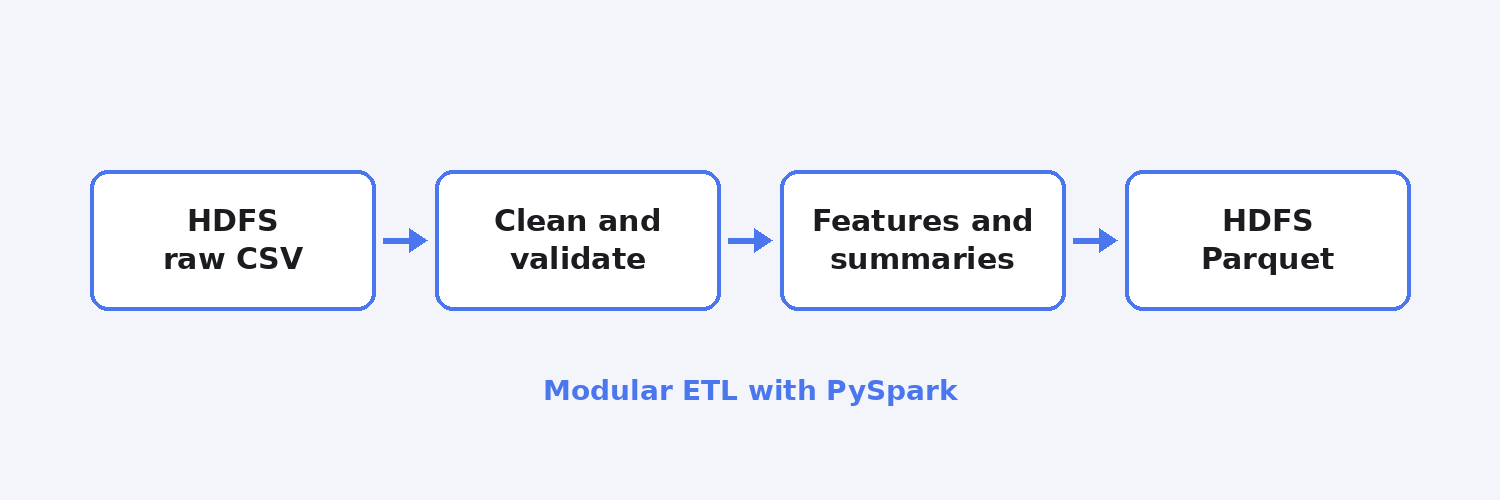 HDFS
raw CSV
Clean and
validate
Features and
summaries
HDFS
Parquet
Modular ETL with PySpark